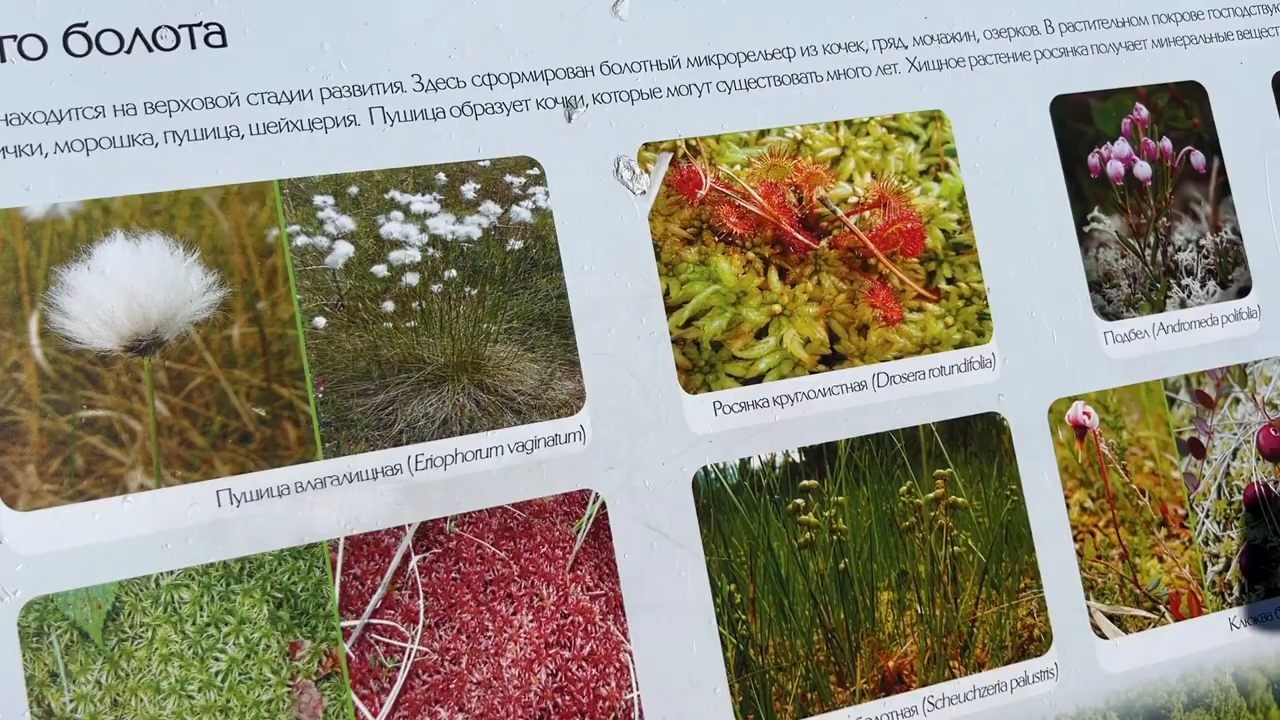 го болота
находится на верховой стадии развития. Здесь сформирован болотный микрорельеф из кочек, гряд, мочажин, озерков. В растительном покрове господствую
ички, морошка, пушица, шейхцерия. Пушица образует кочки, которые могут существовать много лет. Хищное растение росянка получает минеральные вещест
Пушица влагалищная (Eriophorum vaginatum)
Росянка круглолистная (Drosera rotundifolia)
Подбел (Andromeda polifolia)
болотная (Scheuchzeria palustris)
Клюква